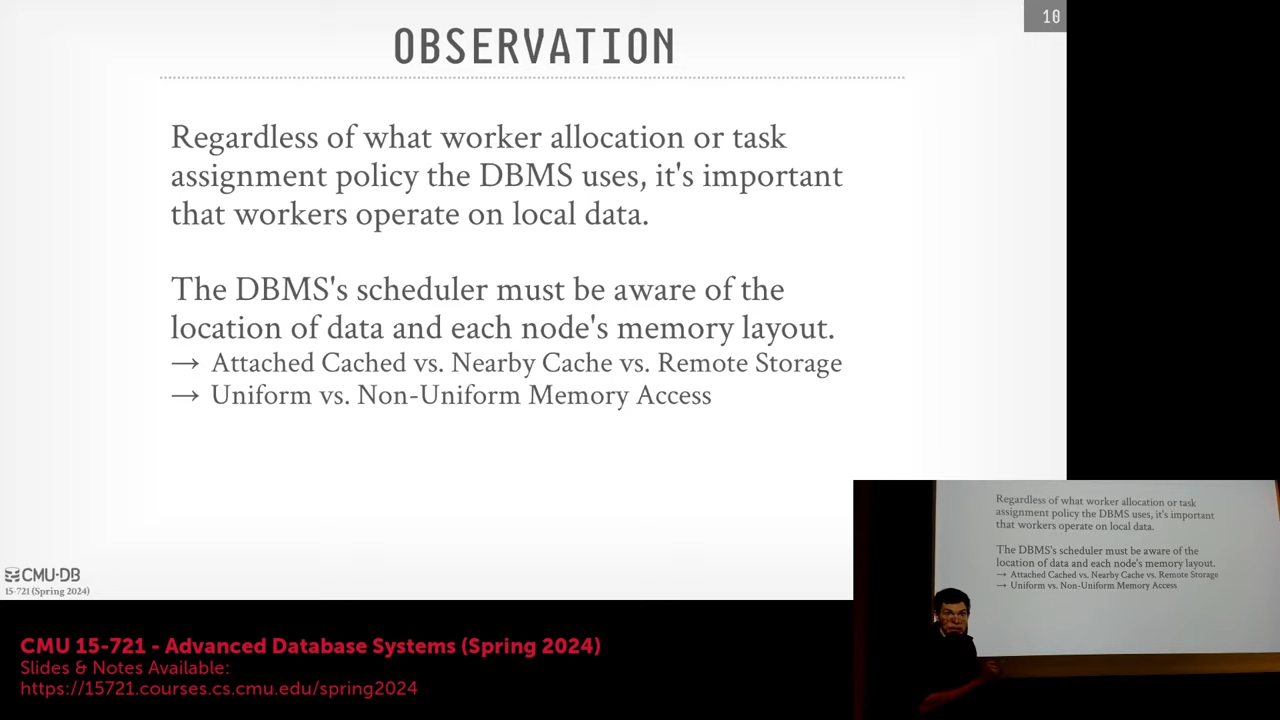 10
OBSERVATION
Regardless of what worker allocation or task
assignment policy the DBMS uses, it's important
that workers operate on local data.
The DBMS's scheduler must be aware of the
location of data and each node's memory layout.
→ Attached Cached vs. Nearby Cache vs. Remote Storage
→ Uniform vs. Non-Uniform Memory Access
CMU·DB
15-721 (Spring 2024)
Regardless of what worker allocation or task
assignment policy the DBMS uses, it's important
that workers operate on local data.
The DBMS's scheduler must be aware of the
location of data and each node's memory layout.
→ Attached Cached vs. Nearby Cache vs. Remote Storage
→ Uniform vs. Non-Uniform Memory Access
CMU 15-721 - Advanced Database Systems (Spring 2024)
Slides & Notes Available:
https://15721.courses.cs.cmu.edu/spring2024